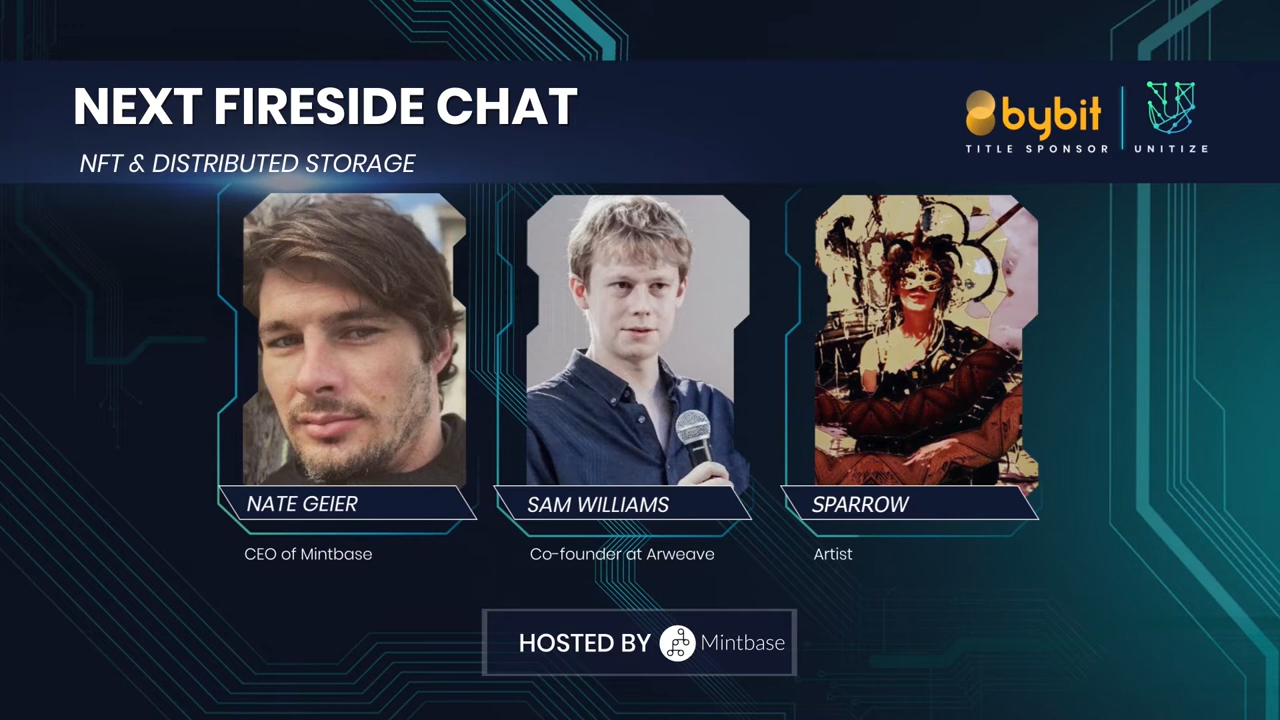 NEXT FIRESIDE CHAT
NFT & DISTRIBUTED STORAGE
bybit
TITLE SPONSOR
UNITIZE
NATE GEIER
CEO of Mintbase
SAM WILLIAMS
Co-founder at Arweave
SPARROW
Artist
HOSTED BY Mintbase